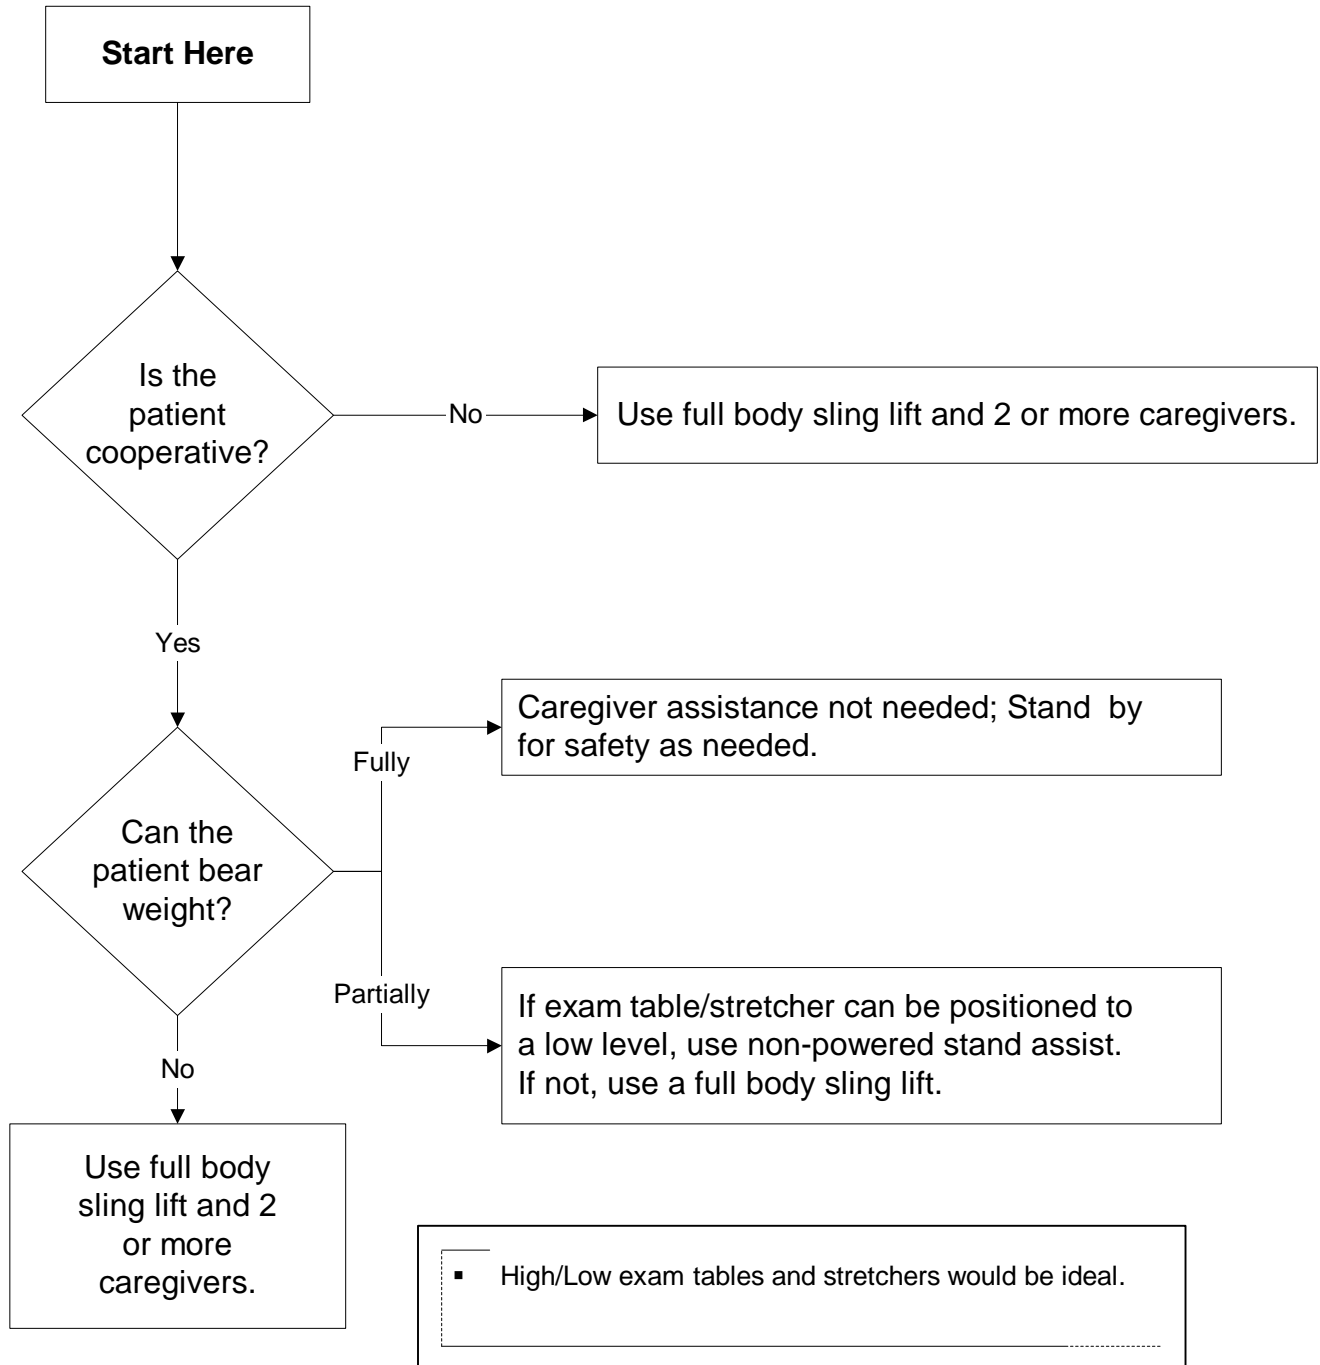 Start Here
Is the
patient
cooperative?
No
Use full body sling lift and 2 or more caregivers.
Yes
Can the
patient bear
weight?
Fully
Caregiver assistance not needed; Stand  by
for safety as needed.
Partially
If exam table/stretcher can be positioned to
a low level, use non-powered stand assist.
If not, use a full body sling lift.
No
Use full body
sling lift and 2
or more
caregivers.
▪ High/Low exam tables and stretchers would be ideal.